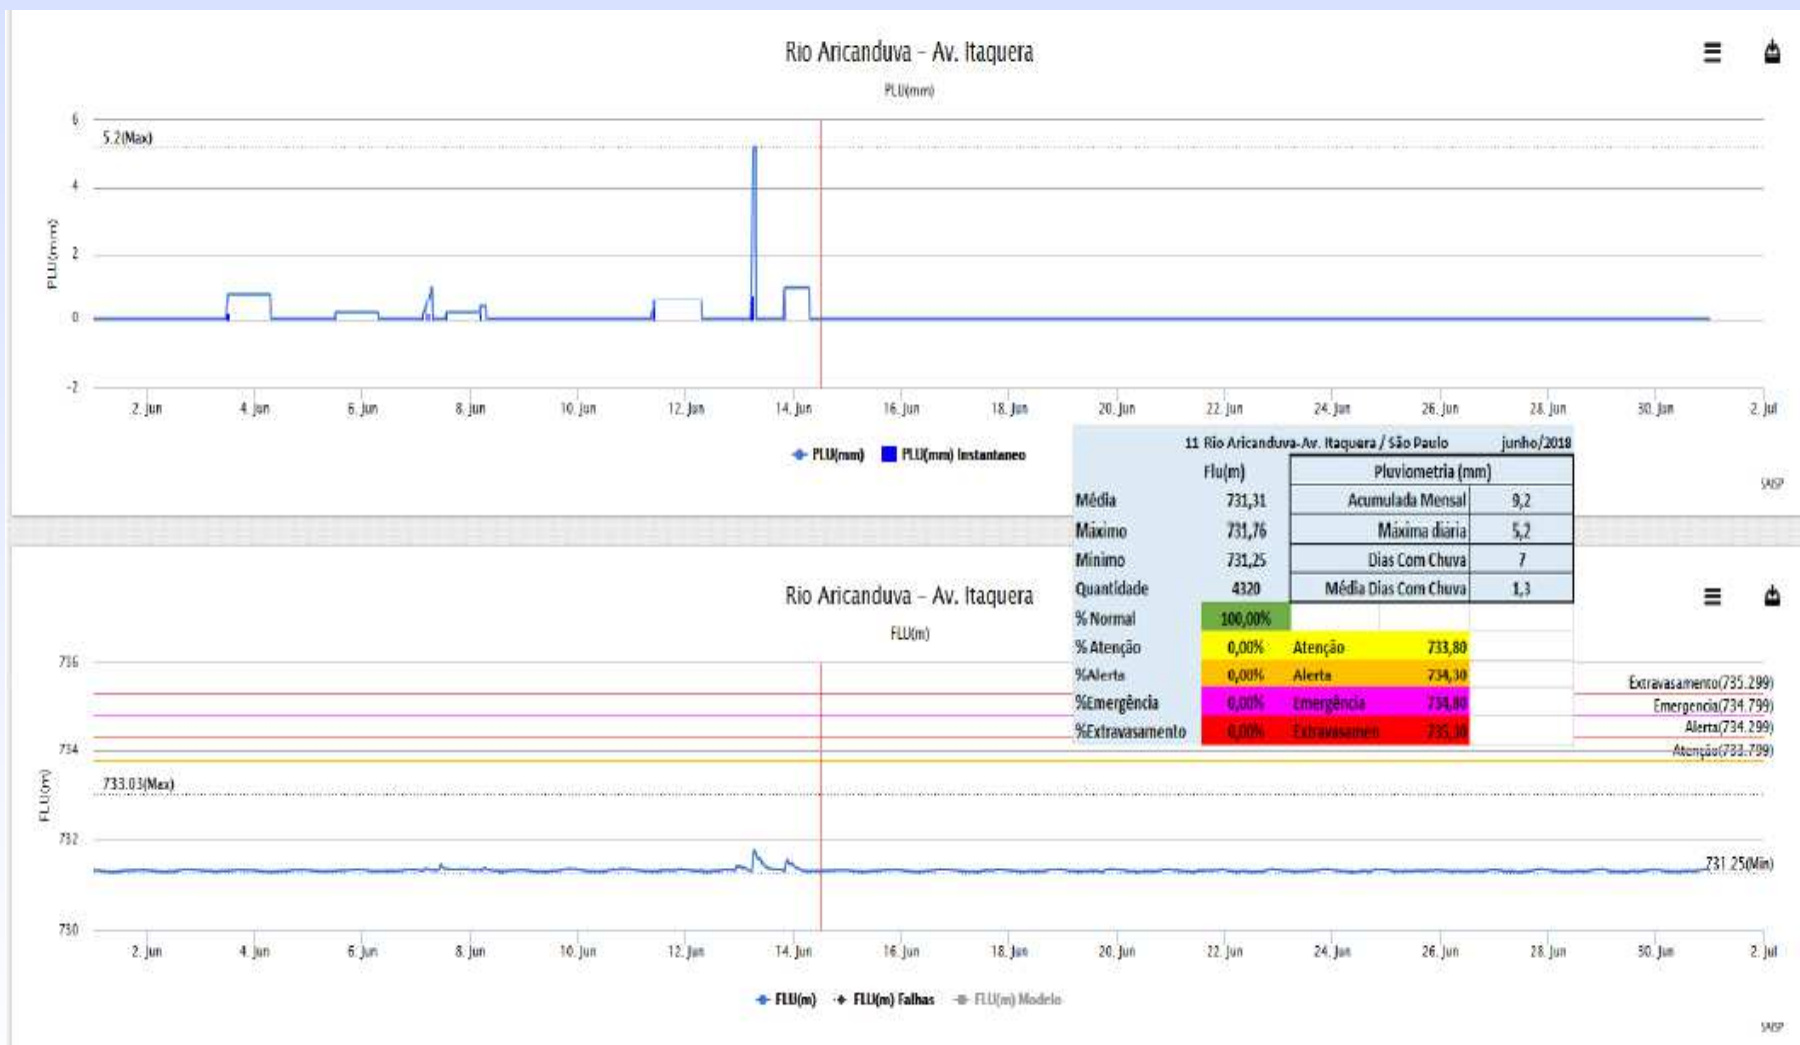 Rio Aricanduva - Av. Itaquera
PLU(mm)
6
5.2(Max)
4
2
0
-2
PLU(mm)
2. Jun 4. Jun 6. Jun 8. Jun 10. Jun 12. Jun 14. Jun 16. Jun 18. Jun 20. Jun 22. Jun 24. Jun 26. Jun 28. Jun 30. Jun 2. Jul
PLU(mm) PLU(mm) Instantaneo
SAISP
11 Rio Aricanduva-Av. Itaquera / São Paulo junho/2018
Flu(m) Pluviometria (mm)
Média 731,31 Acumulada Mensal 9,2
Máximo 731,76 Máxima diária 5,2
Mínimo 731,25 Dias Com Chuva 7
Quantidade 4320 Média Dias Com Chuva 1,3
% Normal 100,00%
% Atenção 0,00% Atenção 733,80
%Alerta 0,00% Alerta 734,30
%Emergência 0,00% Emergência 734,80
%Extravasamento 0,00% Extravasamen 735,30
Rio Aricanduva - Av. Itaquera
FLU(m)
736
734
732
730
FLU(m)
Extravasamento(735.299)
Emergencia(734.799)
Alerta(734.299)
Atenção(733.799)
733.03(Max)
731.25(Min)
2. Jun 4. Jun 6. Jun 8. Jun 10. Jun 12. Jun 14. Jun 16. Jun 18. Jun 20. Jun 22. Jun 24. Jun 26. Jun 28. Jun 30. Jun 2. Jul
FLU(m) FLU(m) Falhas FLU(m) Modelo
SAISP